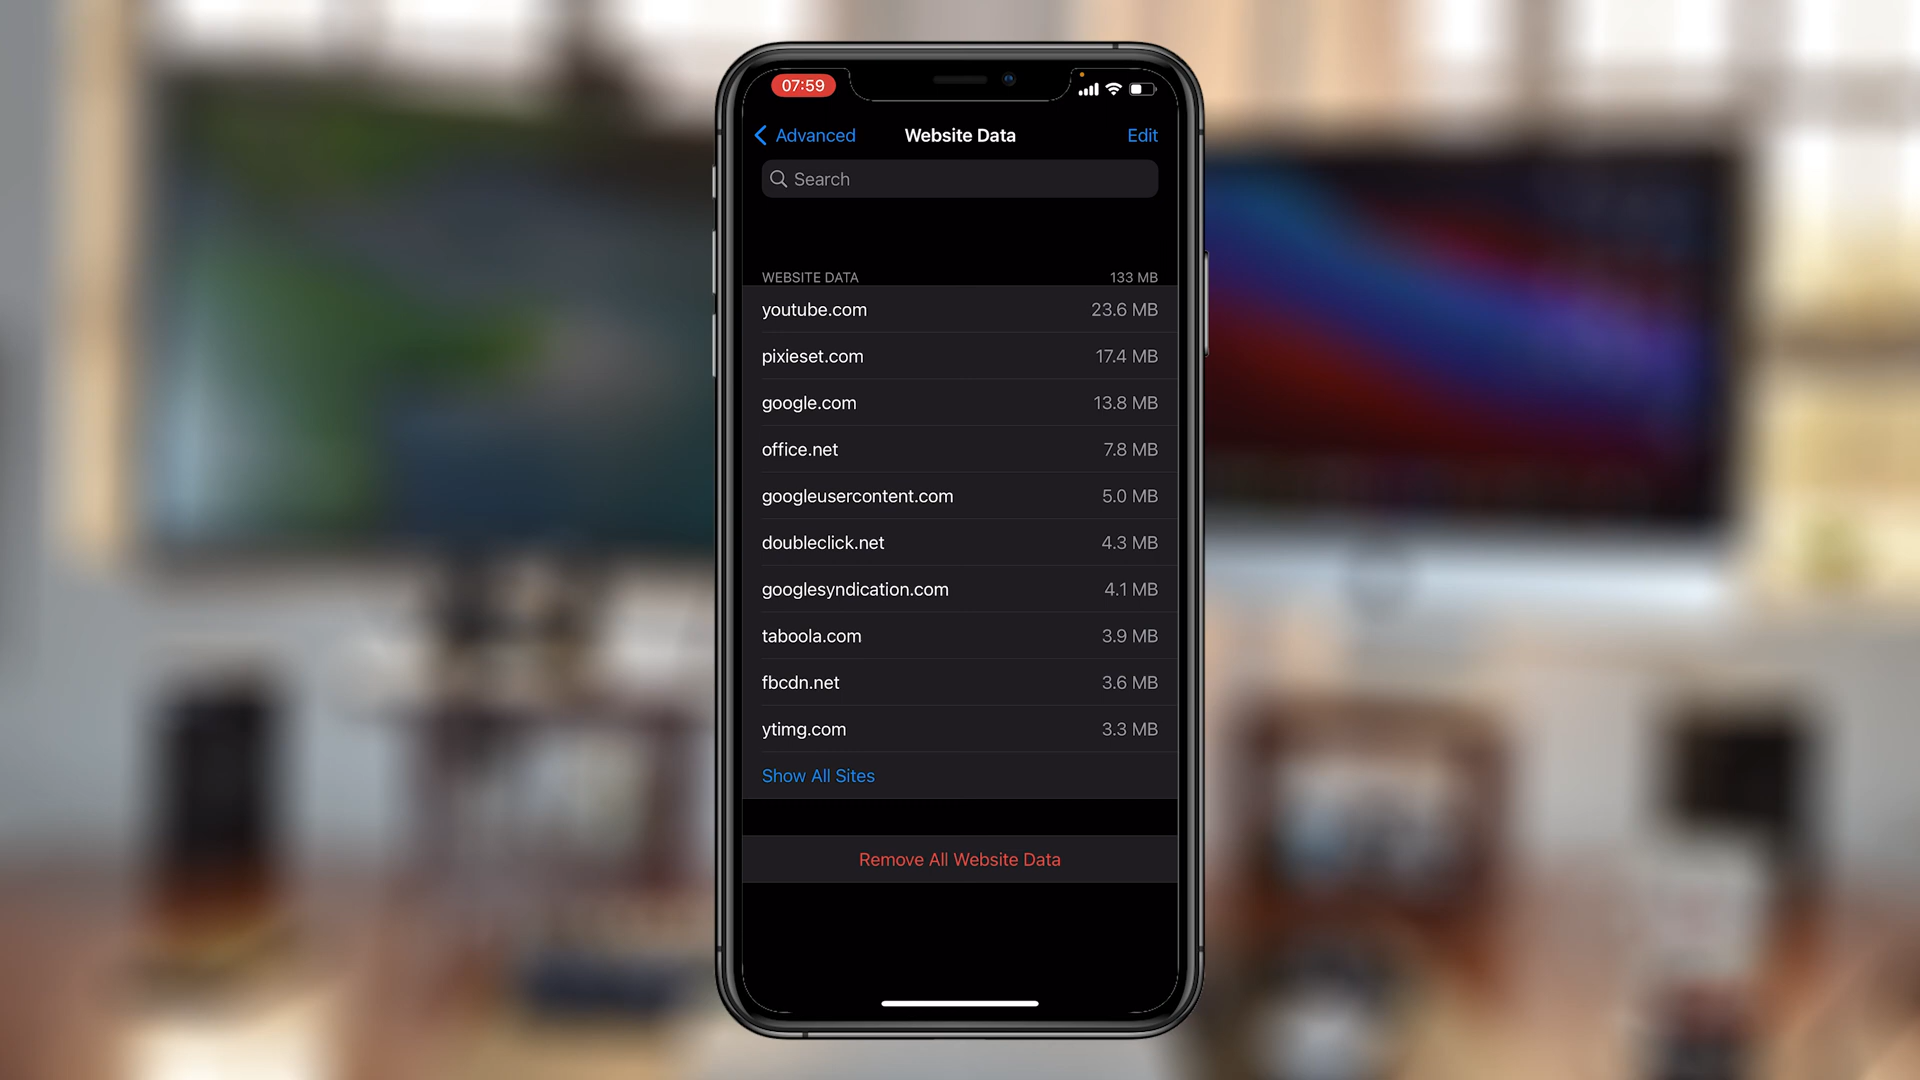 07:59
Advanced Website Data Edit
Search
WEBSITE DATA 133 MB
youtube.com 23.6 MB
pixieset.com 17.4 MB
google.com 13.8 MB
office.net 7.8 MB
googleusercontent.com 5.0 MB
doubleclick.net 4.3 MB
googlesyndication.com 4.1 MB
taboola.com 3.9 MB
fbcdn.net 3.6 MB
ytimg.com 3.3 MB
Show All Sites
Remove All Website Data